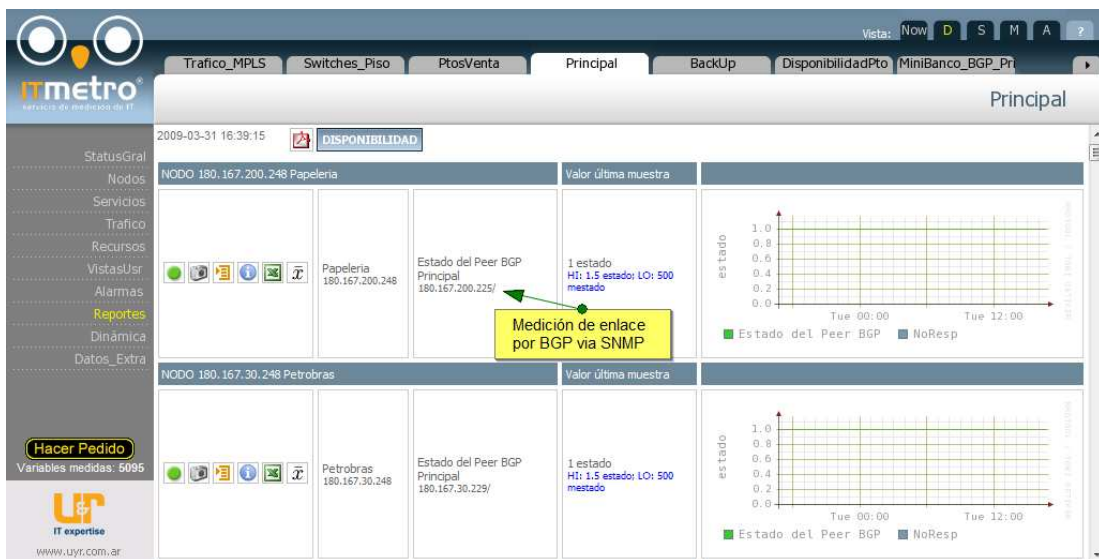 Vista: Now D S M A ?
Trafico_MPLS Switches_Piso PtosVenta Principal BackUp DisponibilidadPto MiniBanco_BGP_Pri
ITmetro®
servicio de medición de IT
Principal
2009-03-31 16:39:15 DISPONIBILIDAD
StatusGral
Nodos
Servicios
Trafico
Recursos
VistasUsr
Alarmas
Reportes
Dinámica
Datos_Extra
Hacer Pedido
Variables medidas: 5095
u&r
IT expertise
www.uyr.com.ar
NODO 180.167.200.248 Papeleria Valor última muestra
x̄
Papeleria
180.167.200.248
Estado del Peer BGP
Principal
180.167.200.225/
1 estado
HI: 1.5 estado; LO: 500
mestado
estado
1.0
0.8
0.6
0.4
0.2
0.0
Tue 00:00 Tue 12:00
Estado del Peer BGP NoResp
Medición de enlace
por BGP via SNMP
NODO 180.167.30.248 Petrobras Valor última muestra
x̄
Petrobras
180.167.30.248
Estado del Peer BGP
Principal
180.167.30.229/
1 estado
HI: 1.5 estado; LO: 500
mestado
estado
1.0
0.8
0.6
0.4
0.2
0.0
Tue 00:00 Tue 12:00
Estado del Peer BGP NoResp